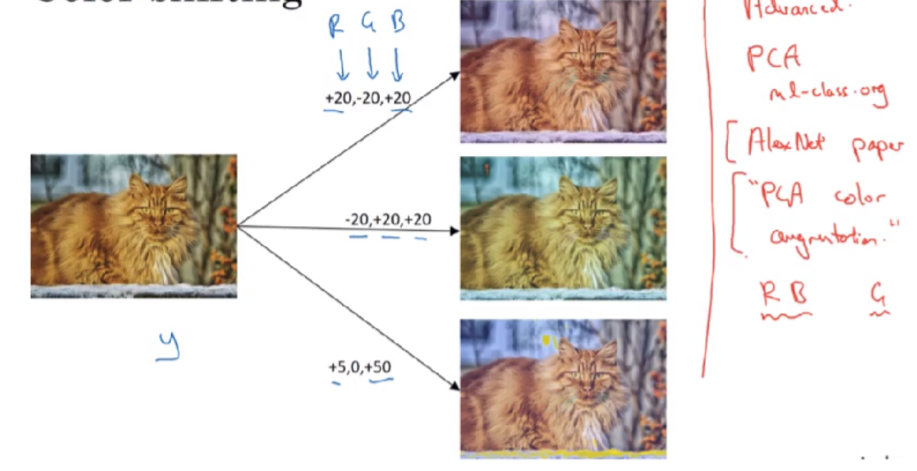 Color shifting
R G B
+20,-20,+20
-20,+20,+20
+5,0,+50
y
Advanced.
PCA
ml-class.org
[AlexNet paper
["PCA color
augmentation."
R B G